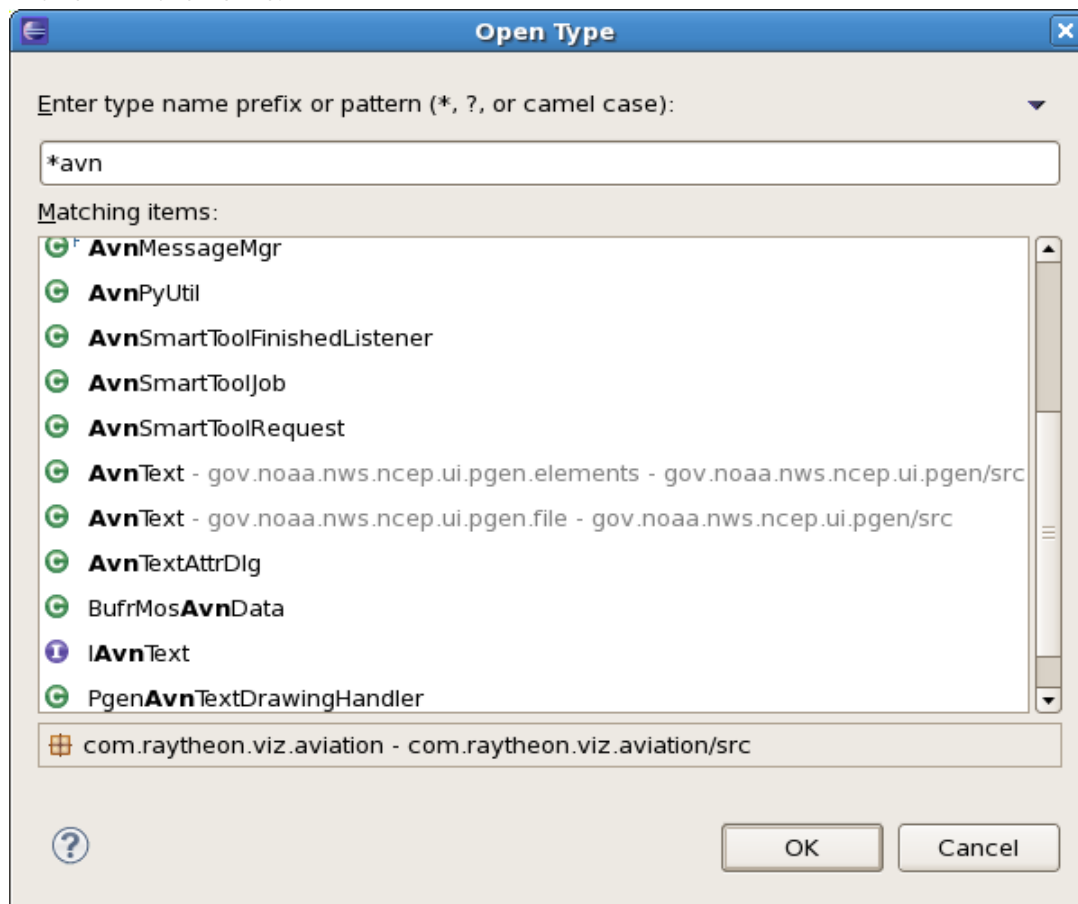 Open Type
Enter type name prefix or pattern (*, ?, or camel case):
*avn
Matching items:
AvnMessageMgr
AvnPyUtil
AvnSmartToolFinishedListener
AvnSmartToolJob
AvnSmartToolRequest
AvnText - gov.noaa.nws.ncep.ui.pgen.elements - gov.noaa.nws.ncep.ui.pgen/src
AvnText - gov.noaa.nws.ncep.ui.pgen.file - gov.noaa.nws.ncep.ui.pgen/src
AvnTextAttrDlg
BufrMosAvnData
IAvnText
PgenAvnTextDrawingHandler
com.raytheon.viz.aviation - com.raytheon.viz.aviation/src
OK Cancel